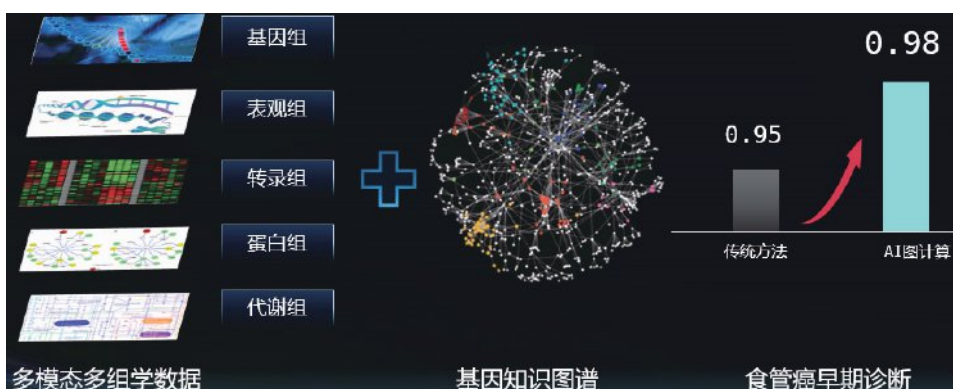 基因组
表观组
转录组
蛋白组
代谢组
多模态多组学数据
基因知识图谱
0.98
0.95
传统方法
AI图计算
食管癌早期诊断